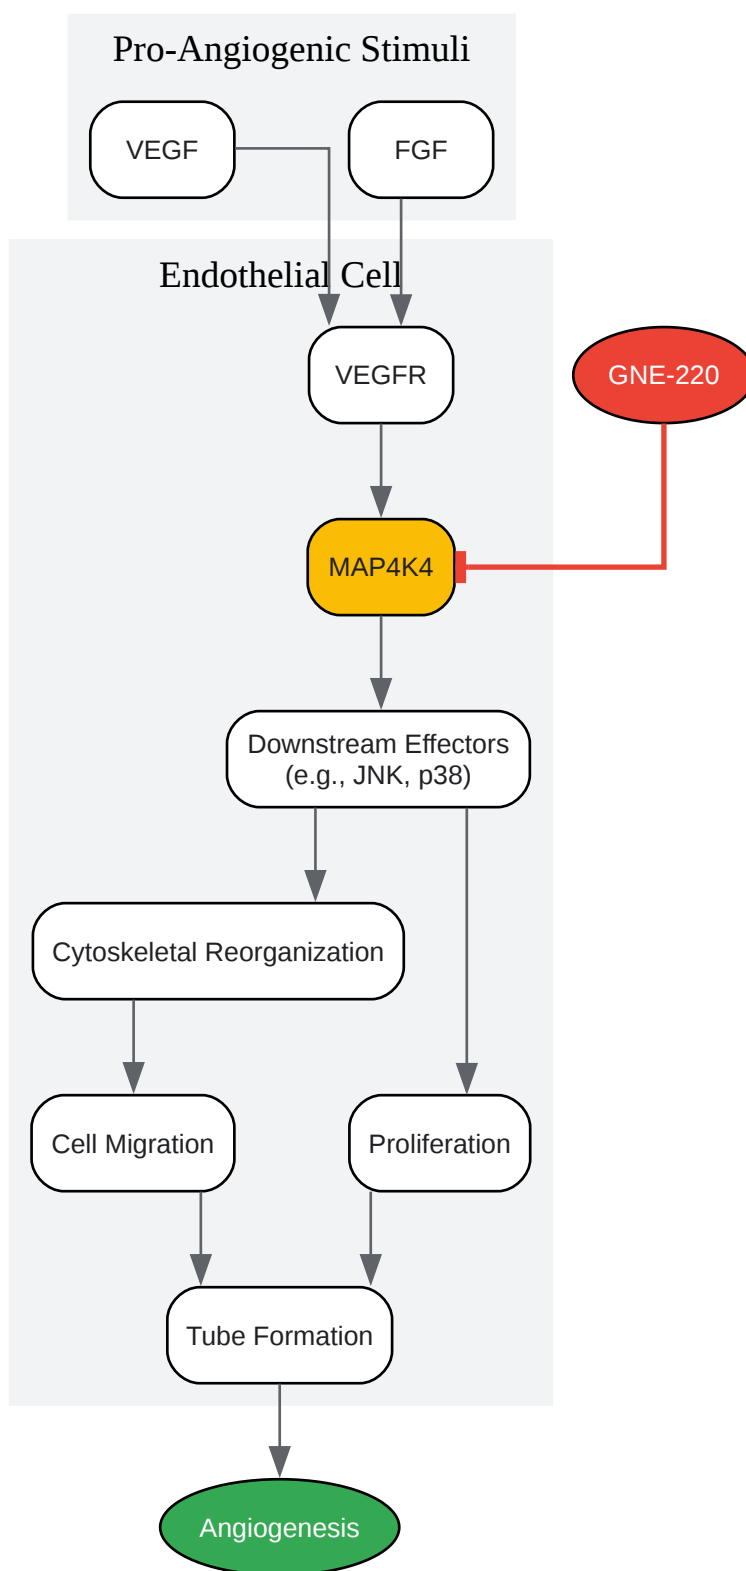 Pro-Angiogenic Stimuli
VEGF
FGF
Endothelial Cell
VEGFR
GNE-220
MAP4K4
Downstream Effectors
(e.g., JNK, p38)
Cytoskeletal Reorganization
Cell Migration
Proliferation
Tube Formation
Angiogenesis